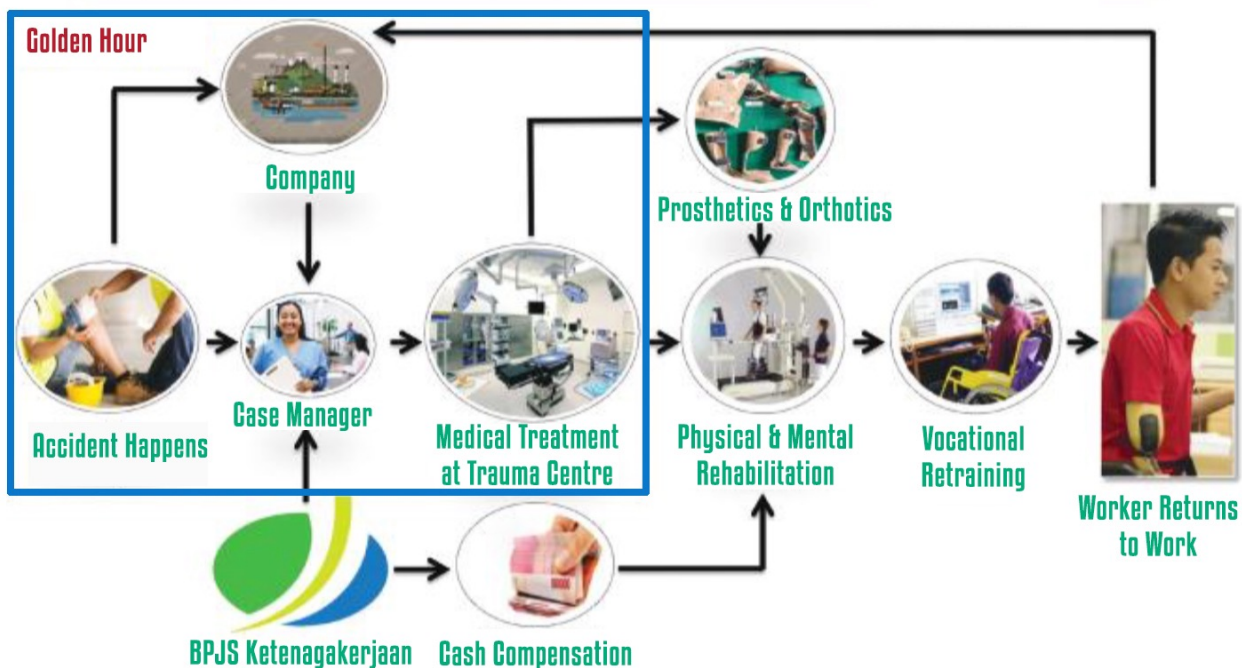 Golden Hour
Company
Prosthetics & Orthotics
Accident Happens
Case Manager
Medical Treatment
at Trauma Centre
Physical & Mental
Rehabilitation
Vocational
Retraining
Worker Returns
to Work
BPJS Ketenagakerjaan
Cash Compensation